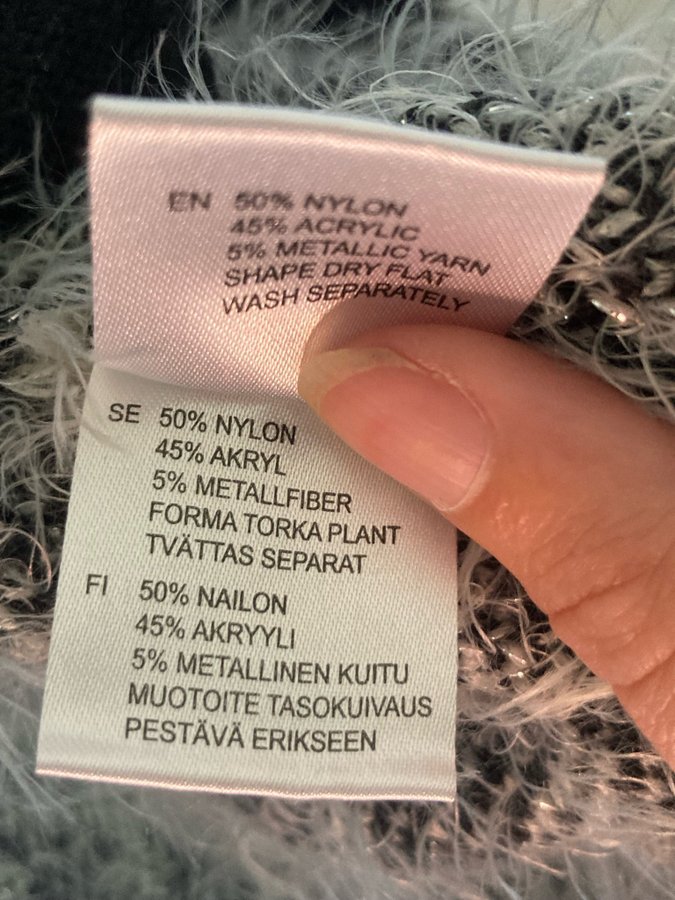 EN 50% NYLON
45% ACRYLIC
5% METALLIC YARN
SHAPE DRY FLAT
WASH SEPARATELY
SE 50% NYLON
45% AKRYL
5% METALLFIBER
FORMA TORKA PLANT
TVÄTTAS SEPARAT
FI 50% NAILON
45% AKRYYLI
5% METALLINEN KUITU
MUOTOITE TASOKUIVAUS
PESTÄVÄ ERIKSEEN